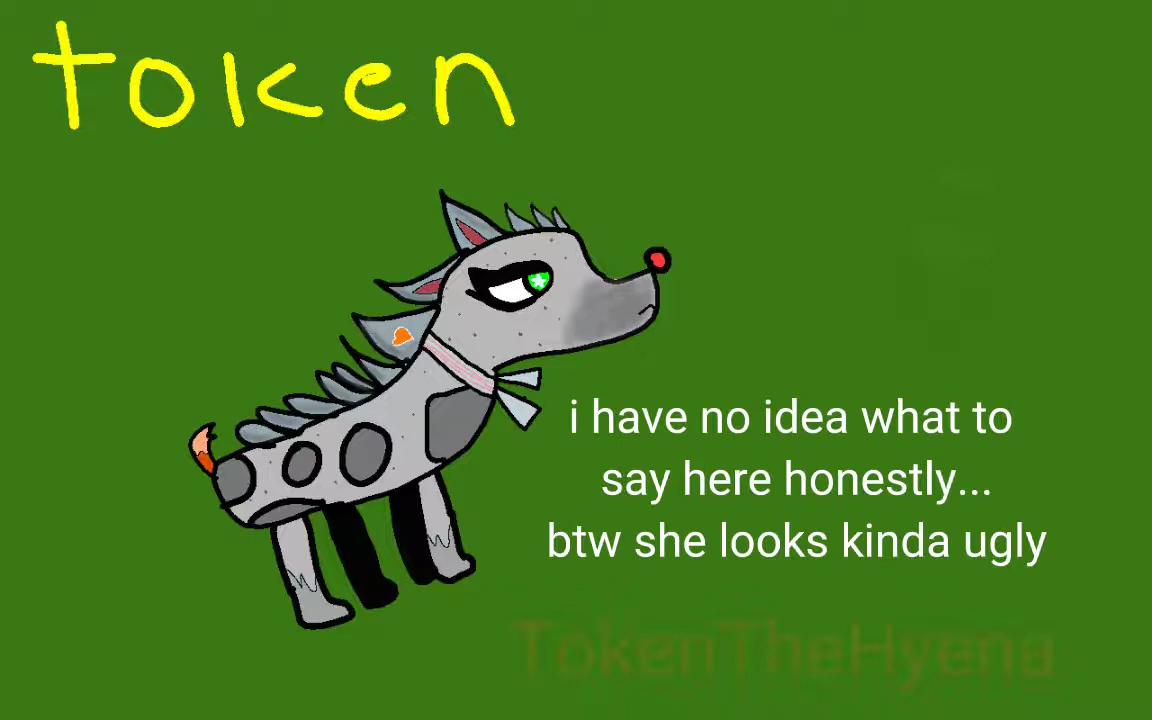 token
i have no idea what to
say here honestly...
btw she looks kinda ugly
TokenTheHyena